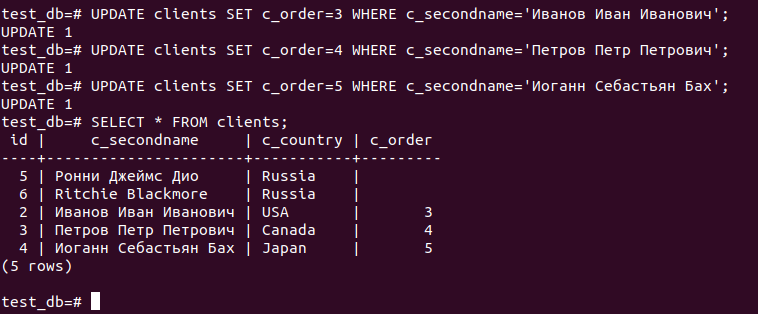 test_db=# UPDATE clients SET c_order=3 WHERE c_secondname='Иванов Иван Иванович';
UPDATE 1
test_db=# UPDATE clients SET c_order=4 WHERE c_secondname='Петров Петр Петрович';
UPDATE 1
test_db=# UPDATE clients SET c_order=5 WHERE c_secondname='Иоганн Себастьян Бах';
UPDATE 1
test_db=# SELECT * FROM clients;
 id |     c_secondname     | c_country | c_order
----+----------------------+-----------+---------
  5 | Ронни Джеймс Дио     | Russia    |
  6 | Ritchie Blackmore    | Russia    |
  2 | Иванов Иван Иванович | USA       |       3
  3 | Петров Петр Петрович | Canada    |       4
  4 | Иоганн Себастьян Бах | Japan     |       5
(5 rows)
test_db=#